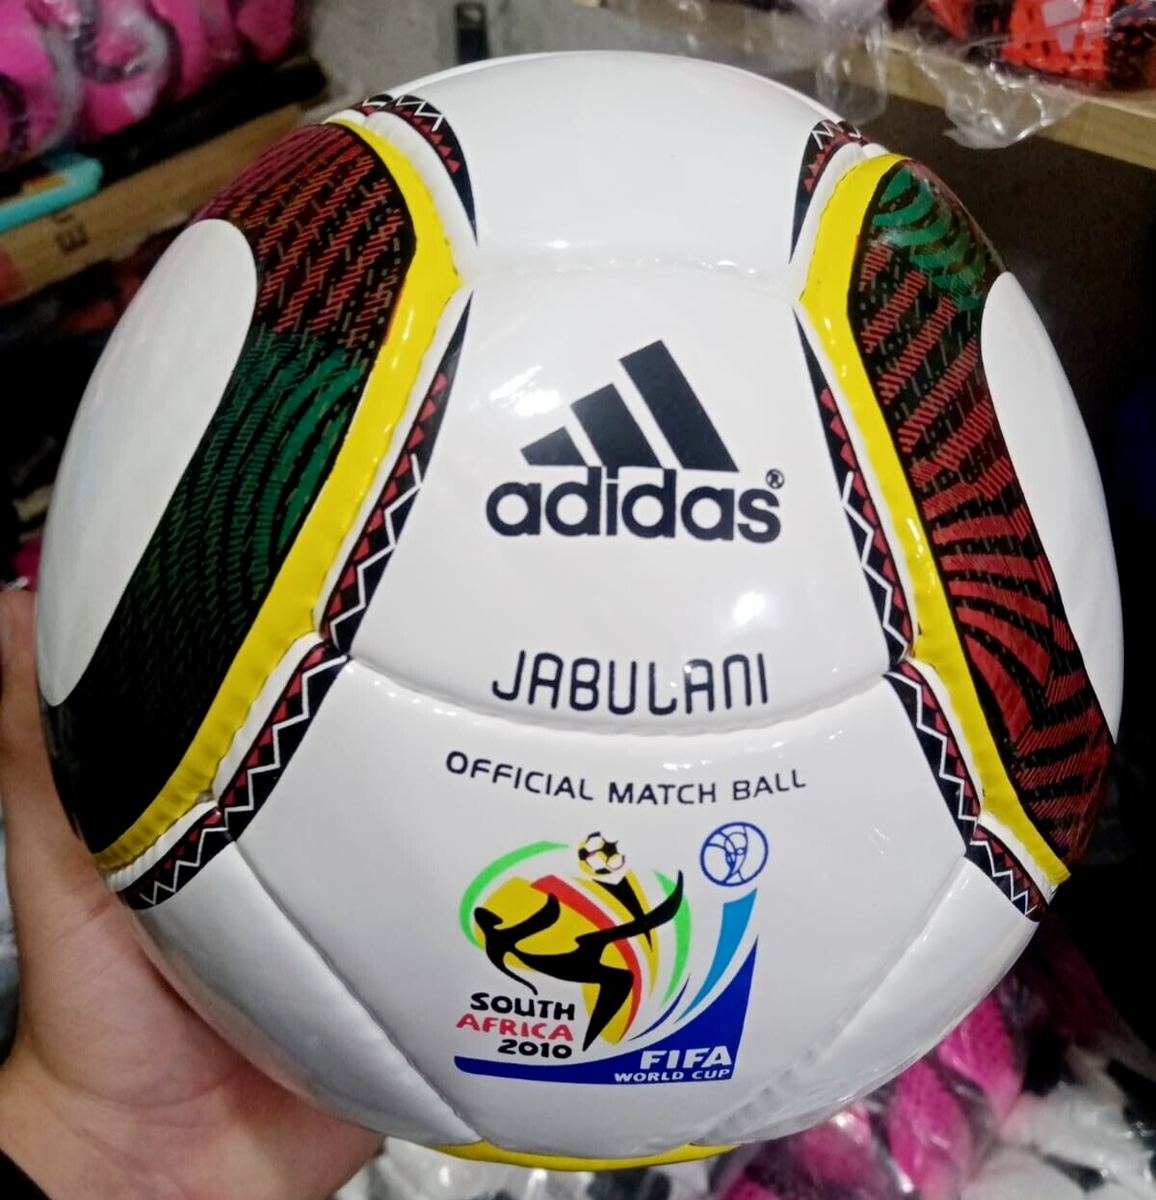 adidas®
JABULANI
OFFICIAL MATCH BALL
SOUTH
AFRICA
2010
FIFA
WORLD CUP